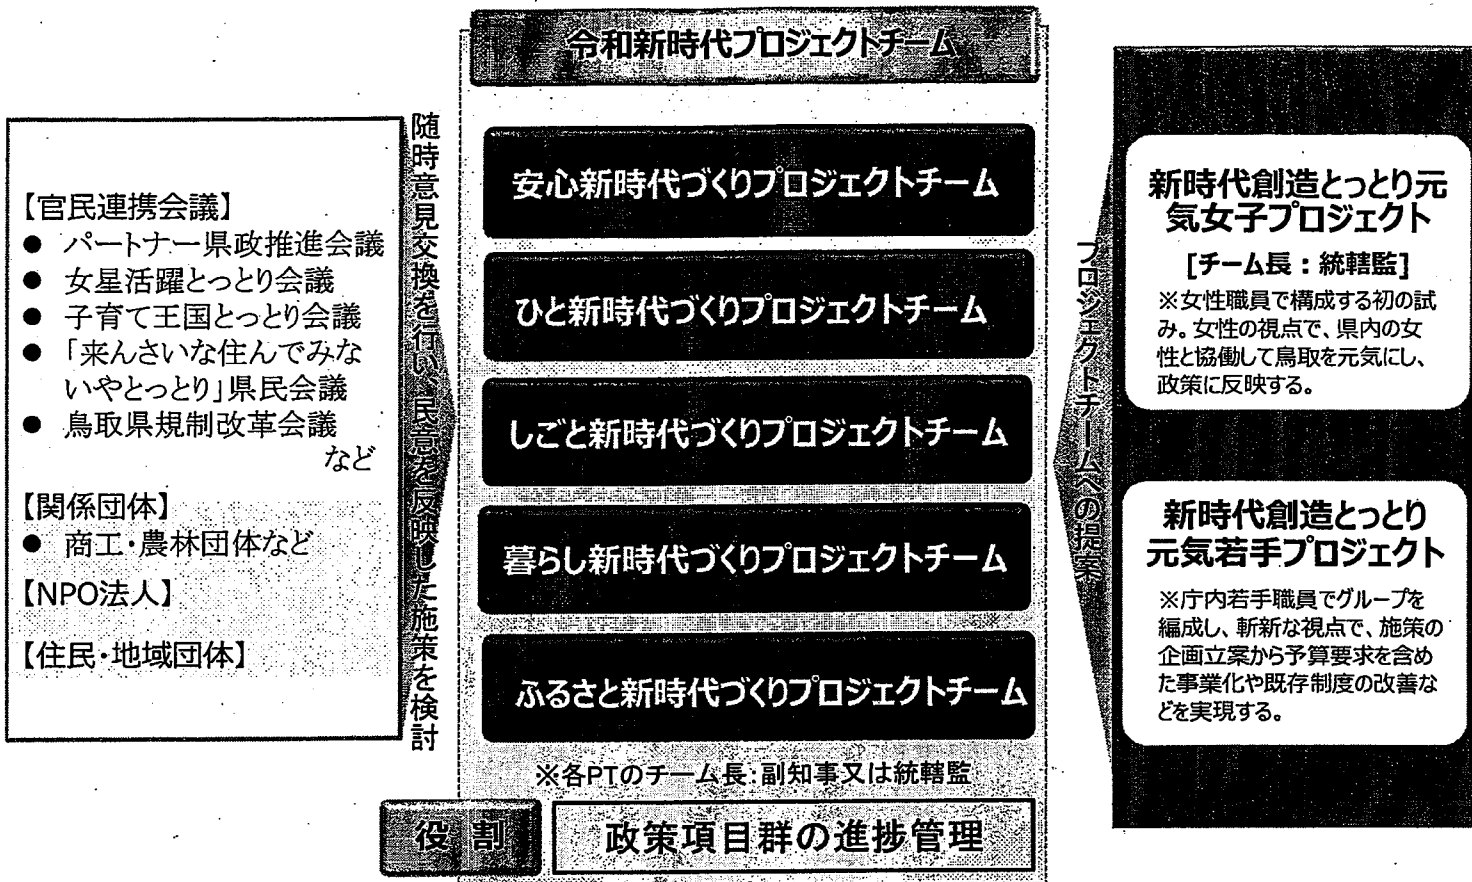 令和新時代プロジェクトチーム
【官民連携会議】
● パートナー県政推進会議
● 女星活躍とっとり会議
● 子育て王国とっとり会議
● 「来んさいな住んでみな
いやとっとり」県民会議
● 鳥取県規制改革会議
など
【関係団体】
● 商工・農林団体など
【NPO法人】
【住民・地域団体】
随時意見交換を行い、民意を反映した施策を検討
安心新時代づくりプロジェクトチーム
ひと新時代づくりプロジェクトチーム
しごと新時代づくりプロジェクトチーム
暮らし新時代づくりプロジェクトチーム
ふるさと新時代づくりプロジェクトチーム
※各PTのチーム長:副知事又は統轄監
役 割
政策項目群の進捗管理
プロジェクトチームへの提案
新時代創造とっとり元
気女子プロジェクト
[チーム長:統轄監]
※女性職員で構成する初の試
み。女性の視点で、県内の女
性と協働して鳥取を元気にし、
政策に反映する。
新時代創造とっとり
元気若手プロジェクト
※庁内若手職員でグループを
編成し、斬新な視点で、施策の
企画立案から予算要求を含め
た事業化や既存制度の改善な
どを実現する。